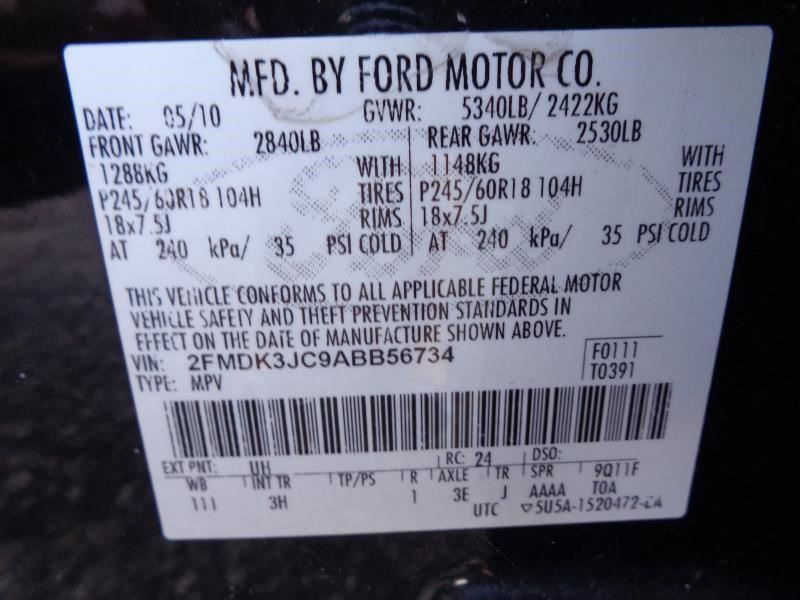 MFD. BY FORD MOTOR CO.
DATE: 05/10 GVWR: 5340LB/ 2422KG
FRONT GAWR: 2840LB REAR GAWR: 2530LB
1288KG WITH 1148KG WITH
P245/60R18 104H TIRES P245/60R18 104H TIRES
18x7.5J RIMS 18x7.5J RIMS
AT 240 kPa/ 35 PSI COLD AT 240 kPa/ 35 PSI COLD
THIS VEHICLE CONFORMS TO ALL APPLICABLE FEDERAL MOTOR
VEHICLE SAFETY AND THEFT PREVENTION STANDARDS IN
EFFECT ON THE DATE OF MANUFACTURE SHOWN ABOVE.
VIN: 2FMDK3JC9ABB56734 F0111
TYPE: MPV T0391
EXT PNT: UH RC: 24 DSO:
WB INT TR TP/PS R AXLE TR SPR 9Q11F
111 3H 1 3E J AAAA T0A
UTC ▽5U5A-1520472-